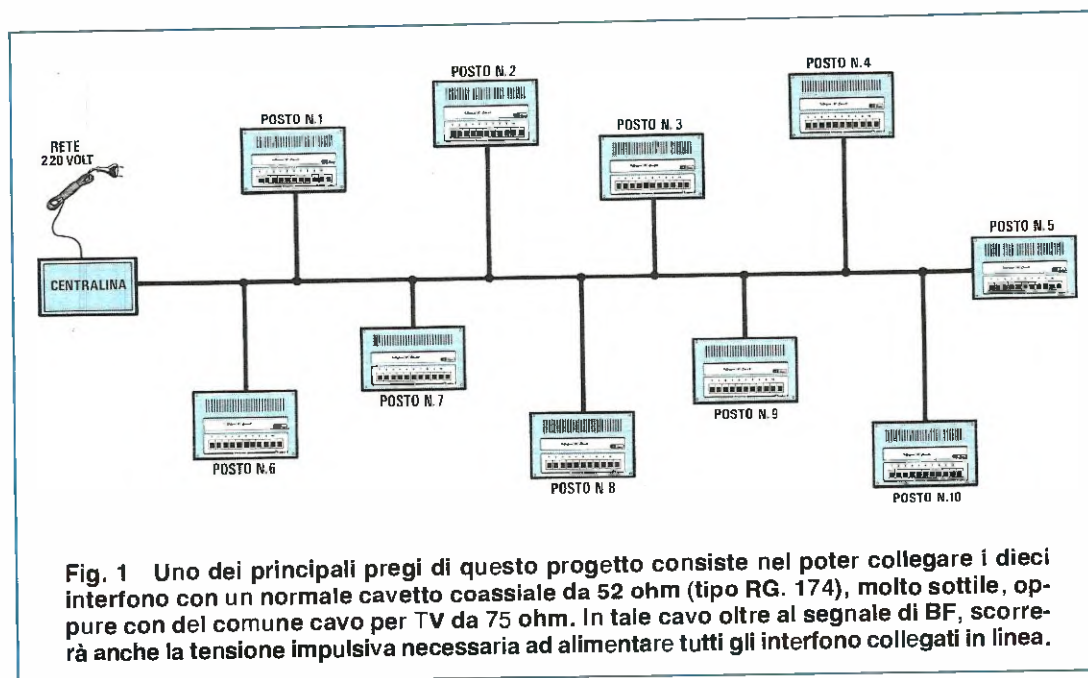 POSTO N.2
POSTO N.4
POSTO N.1
POSTO N. 3
RETE
220 VOLT
POSTO N.5
CENTRALINA
POSTO N.7
POSTO N.9
POSTO N.6
POSTO N 8
POSTO N.10
Fig. 1 Uno dei principali pregi di questo progetto consiste nel poter collegare i dieci
interfono con un normale cavetto coassiale da 52 ohm (tipo RG. 174), molto sottile, op-
pure con del comune cavo per TV da 75 ohm. In tale cavo oltre al segnale di BF, scorre-
rà anche la tensione impulsiva necessaria ad alimentare tutti gli interfono collegati in linea.